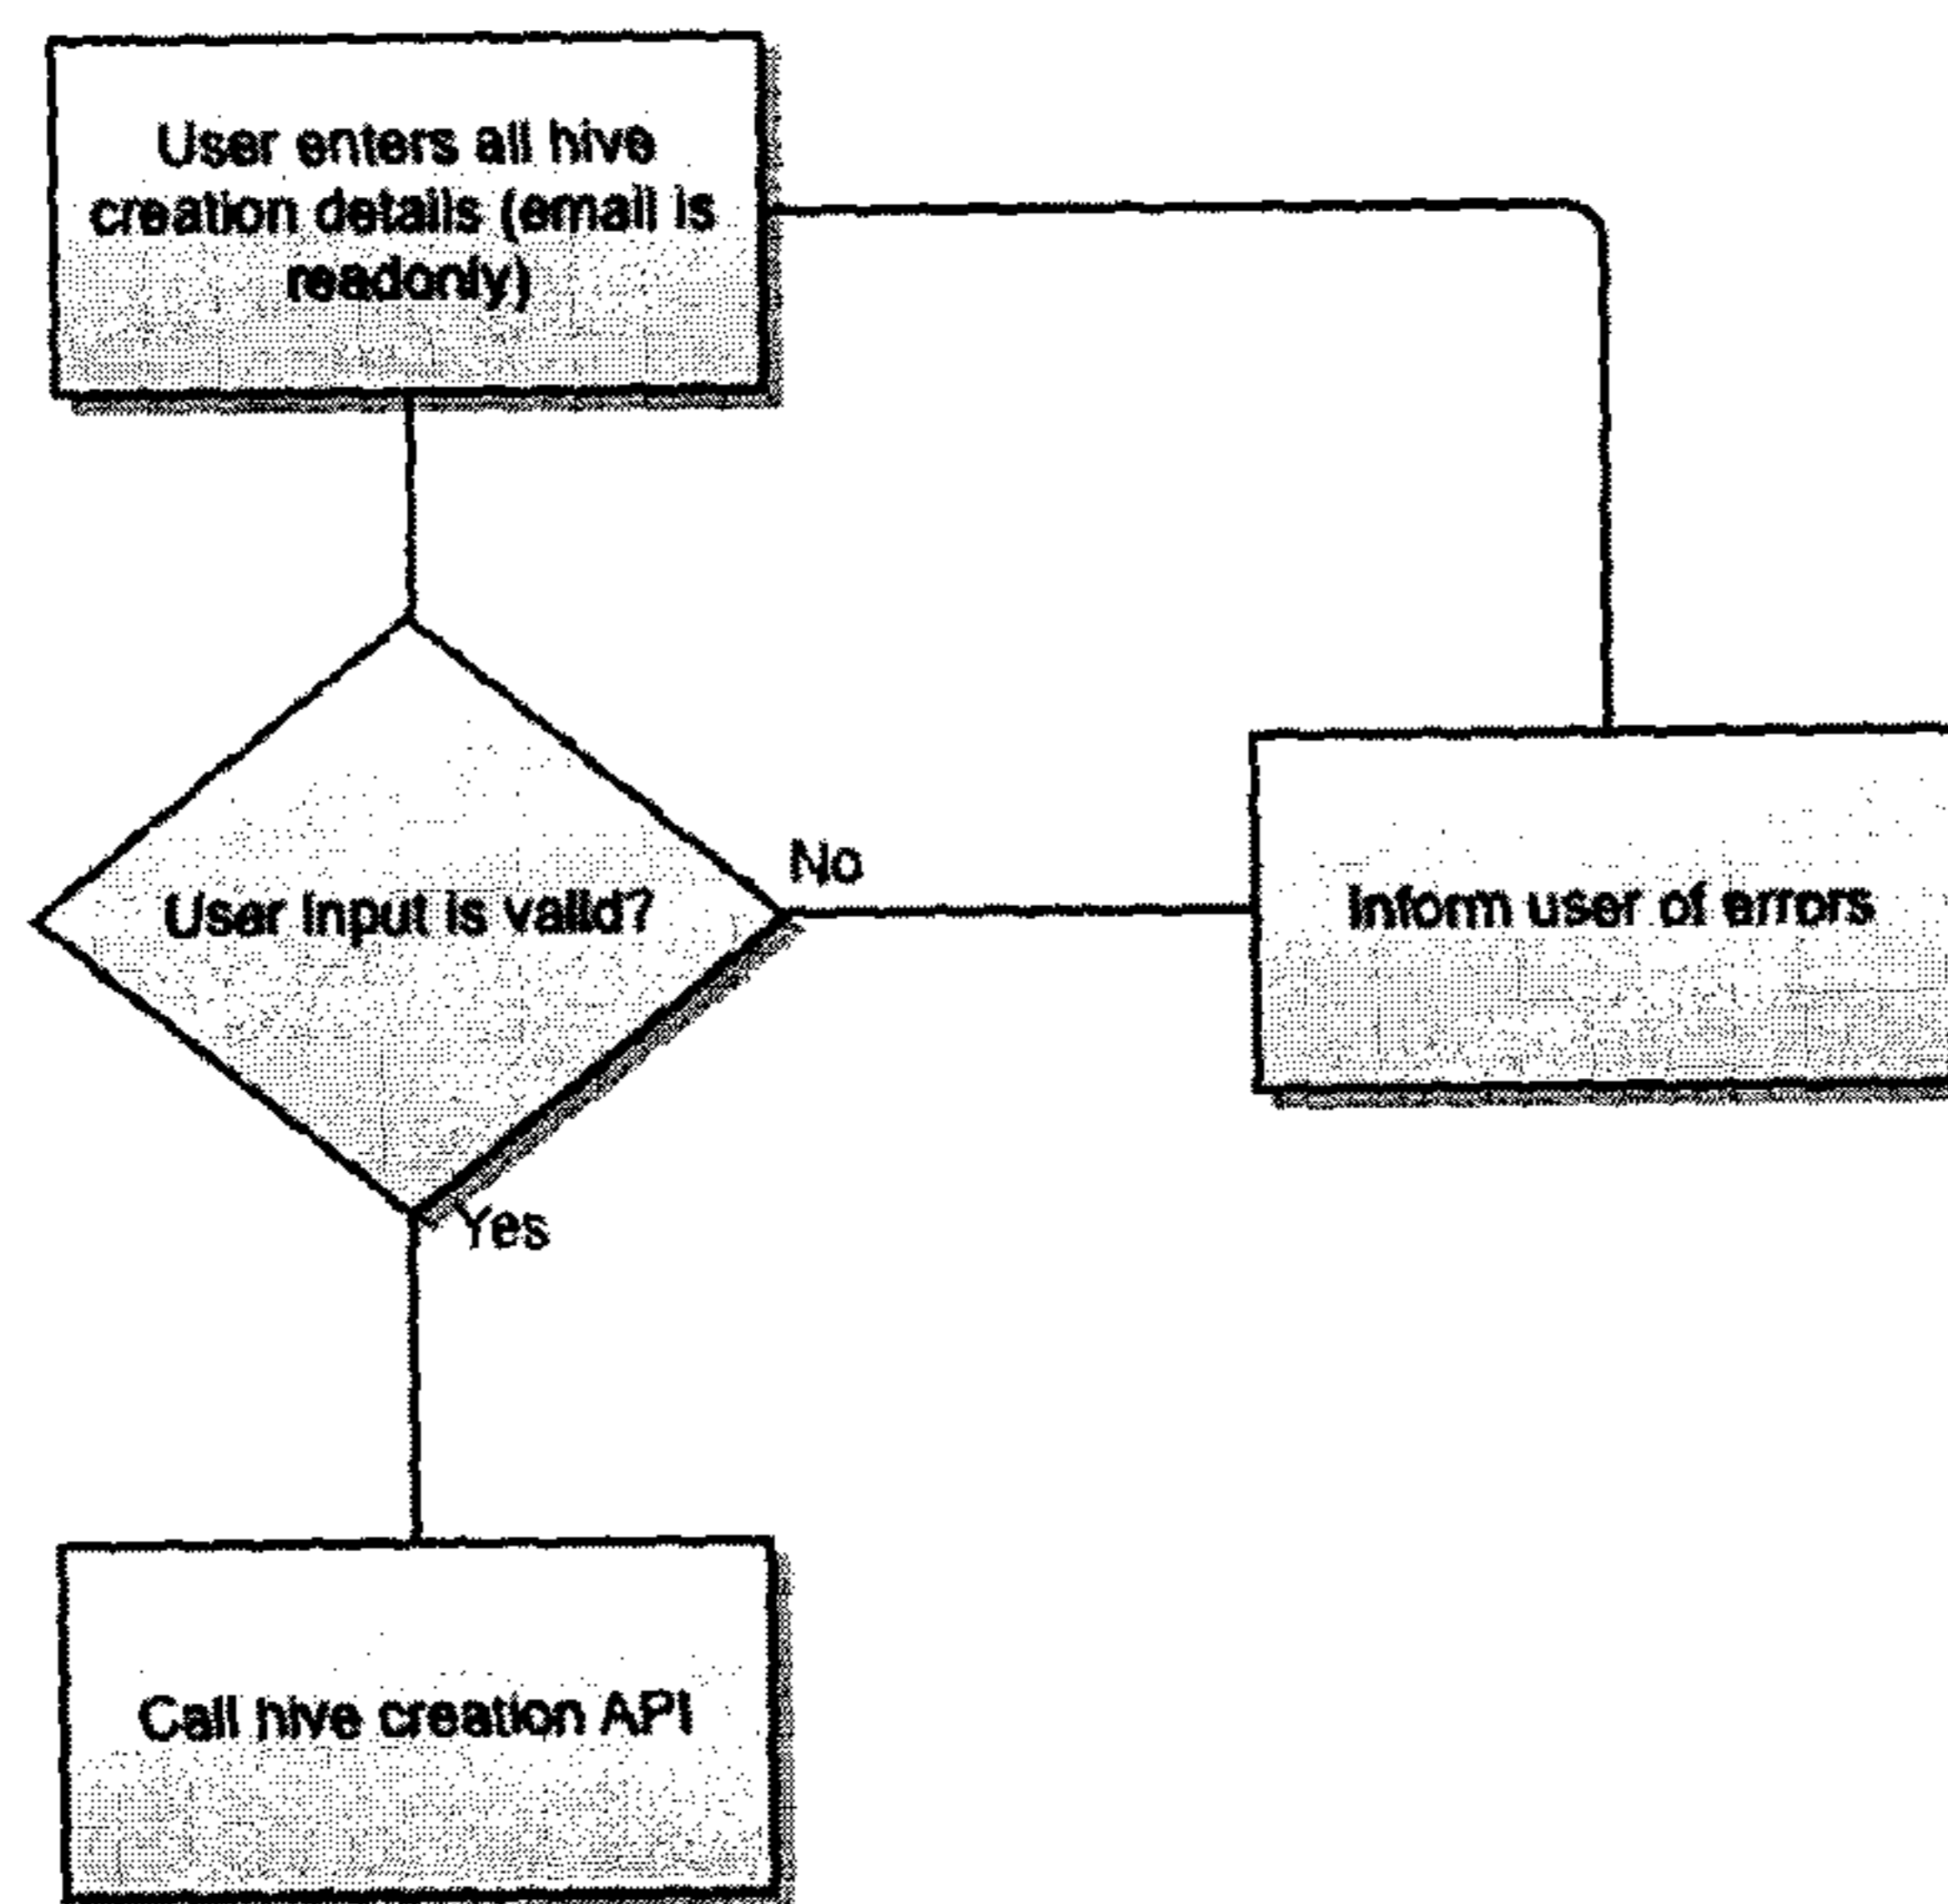 User enters all hive
creation details (email is
readonly)
No
User input is valid?
Inform user of errors
Yes
Call hive creation API